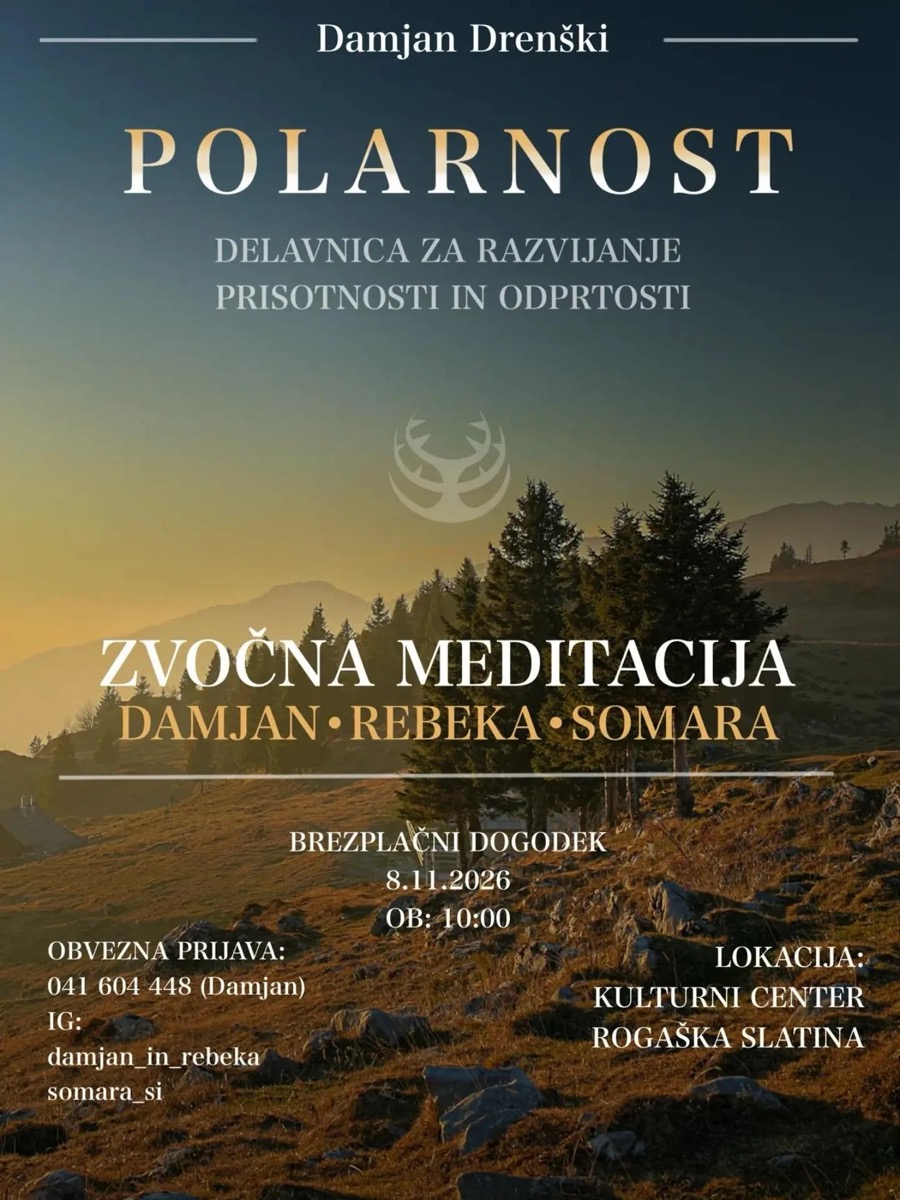 Damjan Drenški
POLARNOST
DELAVNICA ZA RAZVIJANJE
PRISOTNOSTI IN ODPRTOSTI
ZVOČNA MEDITACIJA
DAMJAN • REBEKA • SOMARA
BREZPLAČNI DOGODEK
8.11.2026
OB: 10:00
OBVEZNA PRIJAVA:
041 604 448 (Damjan)
IG:
damjan_in_rebeka
somara_si
LOKACIJA:
KULTURNI CENTER
ROGAŠKA SLATINA